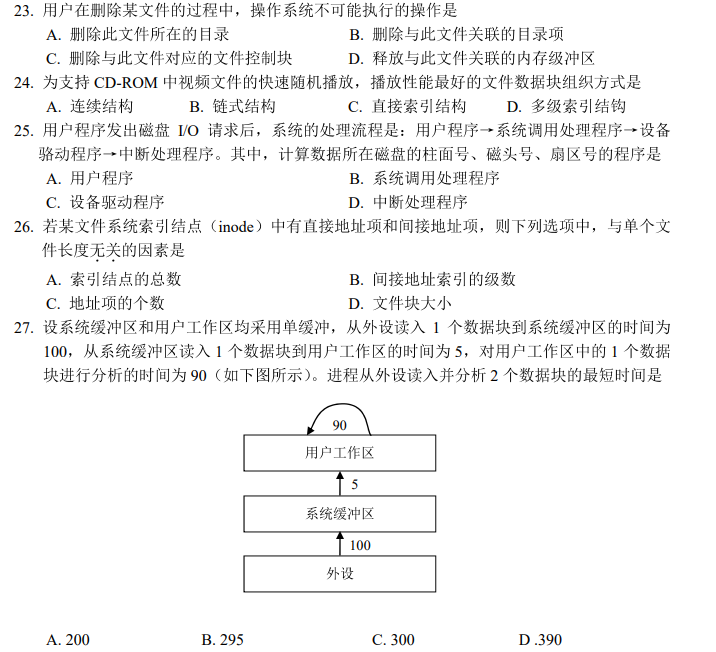 23. 用户在删除某文件的过程中，操作系统不可能执行的操作是
A. 删除此文件所在的目录 B. 删除与此文件关联的目录项
C. 删除与此文件对应的文件控制块 D. 释放与此文件关联的内存级冲区
24. 为支持 CD-ROM 中视频文件的快速随机播放，播放性能最好的文件数据块组织方式是
A. 连续结构 B. 链式结构 C. 直接索引结构 D. 多级索引结钩
25. 用户程序发出磁盘 I/O 请求后，系统的处理流程是：用户程序→系统调用处理程序→设备
骆动程序→中断处理程序。其中，计算数据所在磁盘的柱面号、磁头号、扇区号的程序是
A. 用户程序 B. 系统调用处理程序
C. 设备驱动程序 D. 中断处理程序
26. 若某文件系统索引结点（inode）中有直接地址项和间接地址项，则下列选项中，与单个文
件长度无关的因素是
A. 索引结点的总数 B. 间接地址索引的级数
C. 地址项的个数 D. 文件块大小
27. 设系统缓冲区和用户工作区均采用单缓冲，从外设读入 1 个数据块到系统缓冲区的时间为
100，从系统缓冲区读入 1 个数据块到用户工作区的时间为 5，对用户工作区中的 1 个数据
块进行分析的时间为 90（如下图所示）。进程从外设读入并分析 2 个数据块的最短时间是
90
用户工作区
5
系统缓冲区
100
外设
A. 200 B. 295 C. 300 D .390